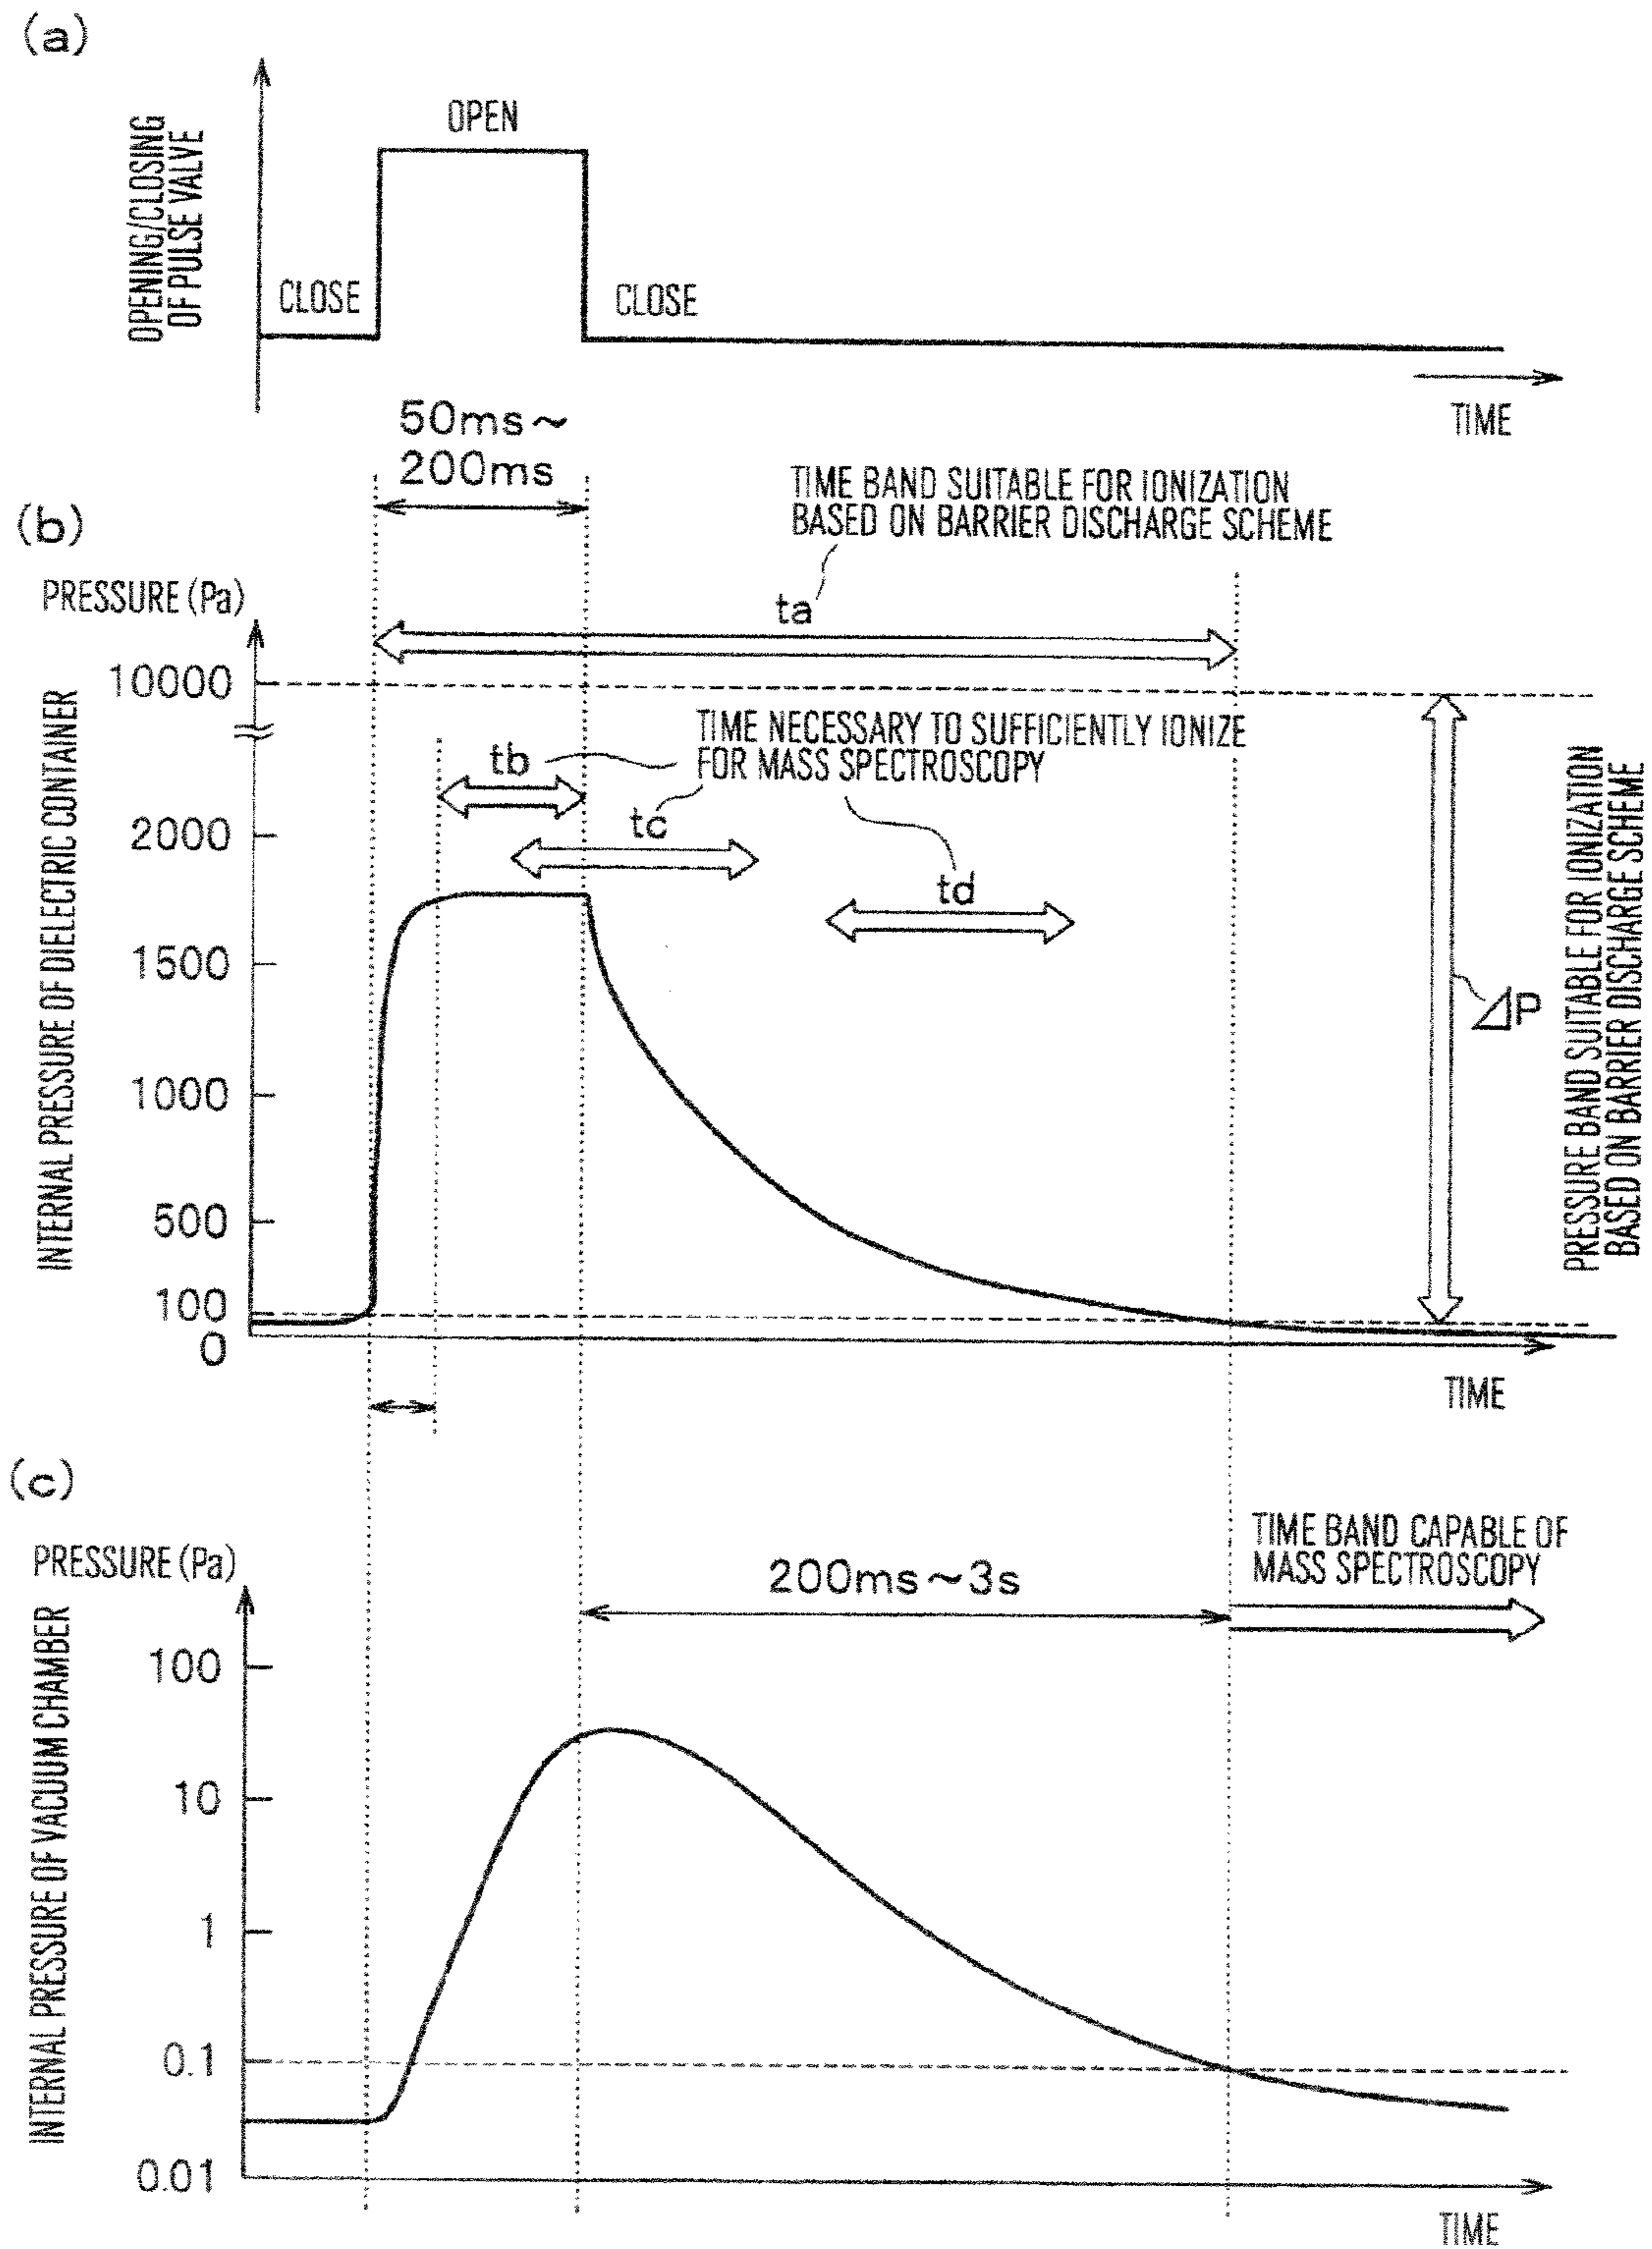 (a)
OPENING/CLOSING
OF PULSE VALVE
OPEN
CLOSE
CLOSE
TIME
50ms~
200ms
(b)
TIME BAND SUITABLE FOR IONIZATION
BASED ON BARRIER DISCHARGE SCHEME
ta
PRESSURE (Pa)
INTERNAL PRESSURE OF DIELECTRIC CONTAINER
10000
2000
1500
1000
500
100
0
TIME NECESSARY TO SUFFICIENTLY IONIZE
FOR MASS SPECTROSCOPY
tb
tc
td
⊿P
PRESSURE BAND SUITABLE FOR IONIZATION
BASED ON BARRIER DISCHARGE SCHEME
TIME
(c)
PRESSURE (Pa)
INTERNAL PRESSURE OF VACUUM CHAMBER
100
10
1
0.1
0.01
200ms~3s
TIME BAND CAPABLE OF
MASS SPECTROSCOPY
TIME